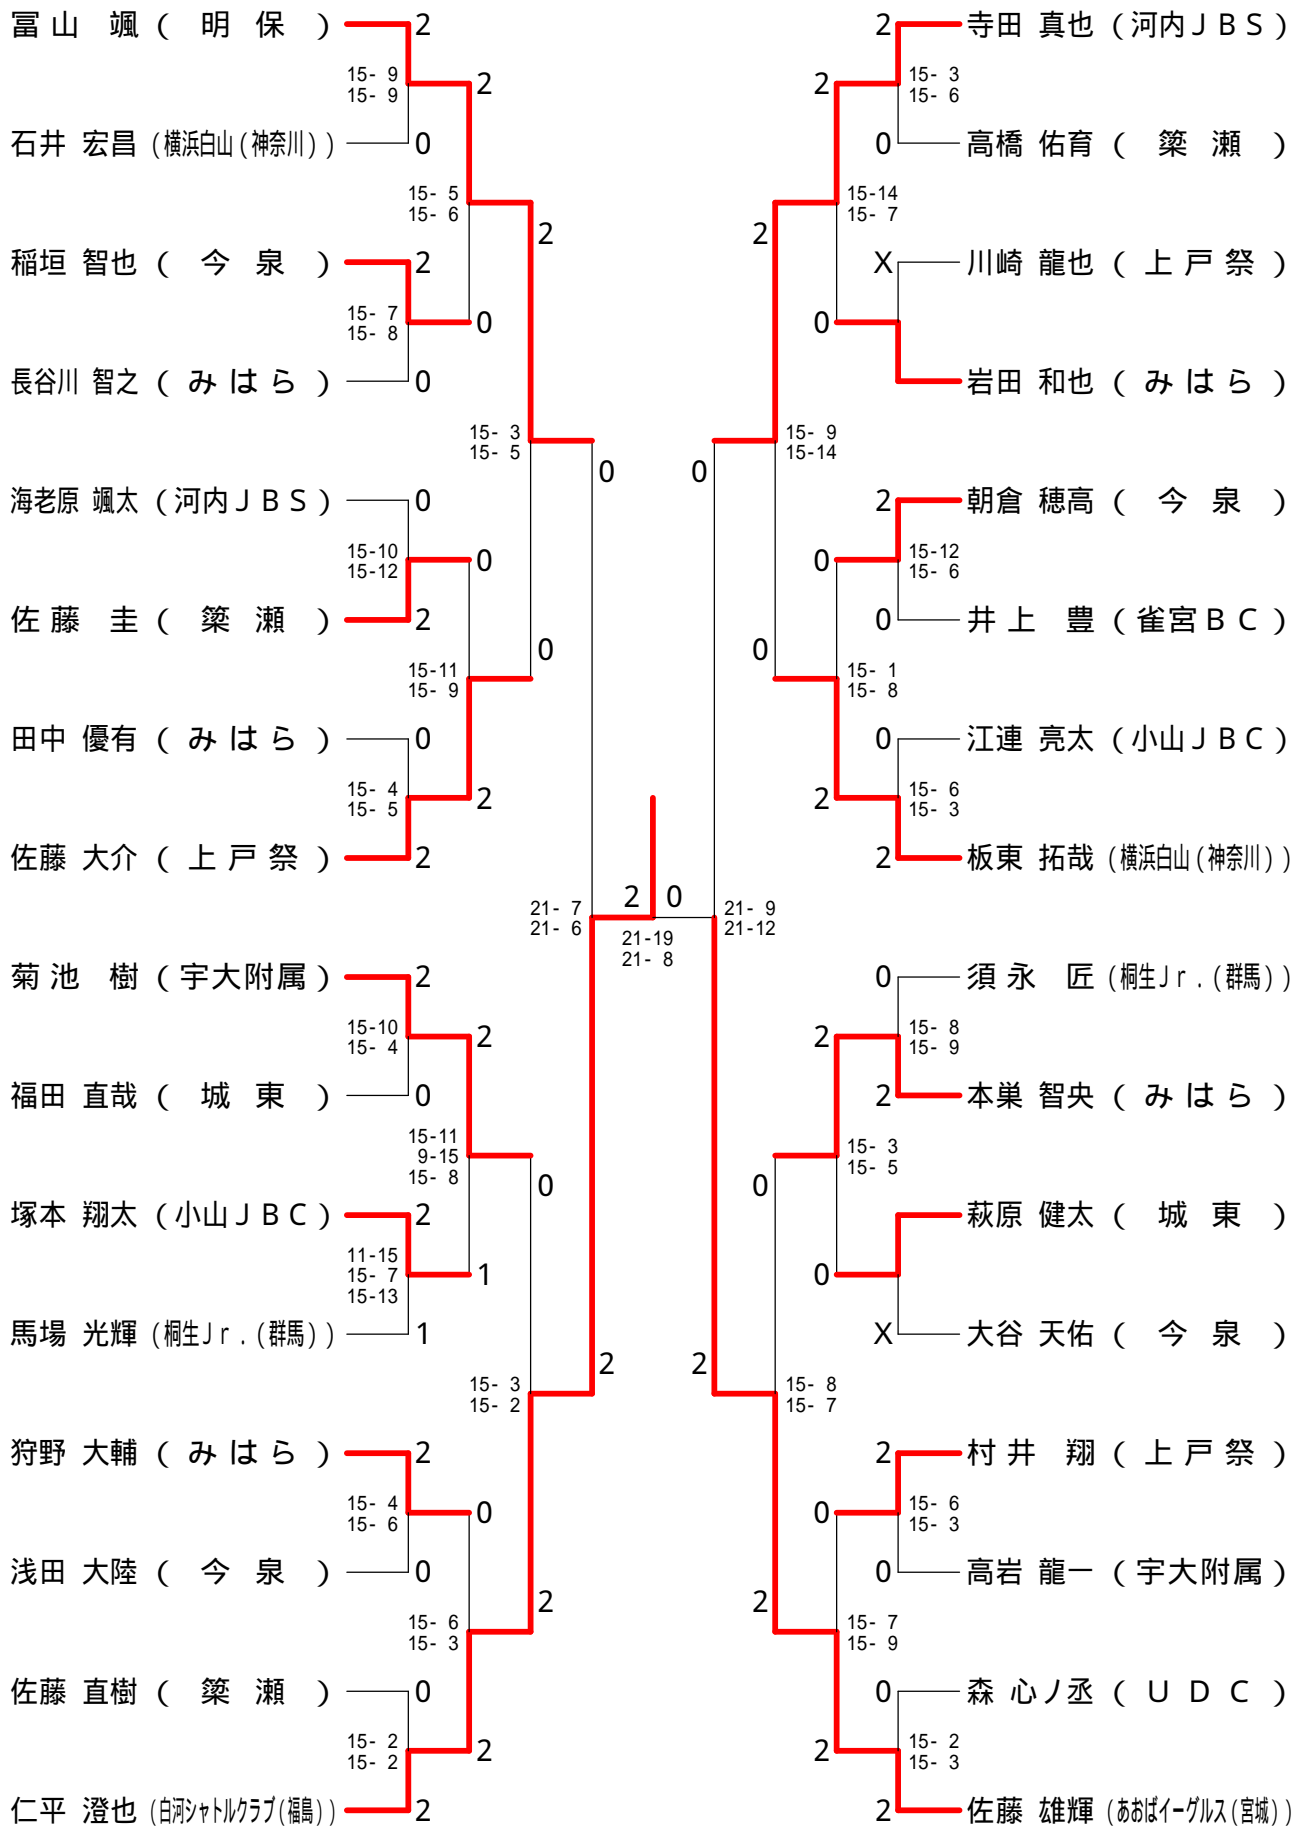 冨山 颯 ( 明 保 ) 2
15- 9
15- 9
2
石井 宏昌 (横浜白山(神奈川)) 0
15- 5
15- 6
2
稲垣 智也 ( 今 泉 ) 2
15- 7
15- 8
0
長谷川 智之 ( みはら ) 0
15- 3
15- 5
0
海老原 颯太 (河内JBS) 0
15-10
15-12
0
佐藤 圭 ( 簗 瀬 ) 2
15-11
15- 9
0
田中 優有 ( みはら ) 0
15- 4
15- 5
2
佐藤 大介 ( 上戸祭 ) 2
21- 7
21- 6
菊池 樹 (宇大附属) 2
15-10
15- 4
2
福田 直哉 ( 城 東 ) 0
15-11
9-15
15- 8
0
塚本 翔太 (小山JBC) 2
11-15
15- 7
15-13
1
馬場 光輝 (桐生Jr.(群馬)) 1
15- 3
15- 2
2
狩野 大輔 ( みはら ) 2
15- 4
15- 6
0
浅田 大陸 ( 今 泉 ) 0
15- 6
15- 3
2
佐藤 直樹 ( 簗 瀬 ) 0
15- 2
15- 2
2
仁平 澄也 (白河シャトルクラブ(福島)) 2
2 0
21-19
21- 8
2 寺田 真也 (河内JBS)
2
15- 3
15- 6
0 高橋 佑育 ( 簗 瀬 )
2
15-14
15- 7
X 川崎 龍也 ( 上戸祭 )
0
岩田 和也 ( みはら )
0
15- 9
15-14
2 朝倉 穂高 ( 今 泉 )
0
15-12
15- 6
0 井上 豊 (雀宮BC)
0
15- 1
15- 8
0 江連 亮太 (小山JBC)
2
15- 6
15- 3
2 板東 拓哉 (横浜白山(神奈川))
21- 9
21-12
0 須永 匠 (桐生Jr.(群馬))
2
15- 8
15- 9
2 本巣 智央 ( みはら )
0
15- 3
15- 5
萩原 健太 ( 城 東 )
0
X 大谷 天佑 ( 今 泉 )
2
15- 8
15- 7
2 村井 翔 ( 上戸祭 )
0
15- 6
15- 3
0 高岩 龍一 (宇大附属)
2
15- 7
15- 9
0 森 心ノ丞 ( UDC )
2
15- 2
15- 3
2 佐藤 雄輝 (あおばイーグルス(宮城))